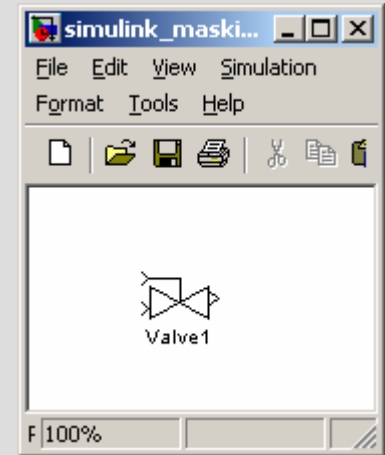 simulink_maski...
File Edit View Simulation
Format Tools Help
Valve1
F 100%